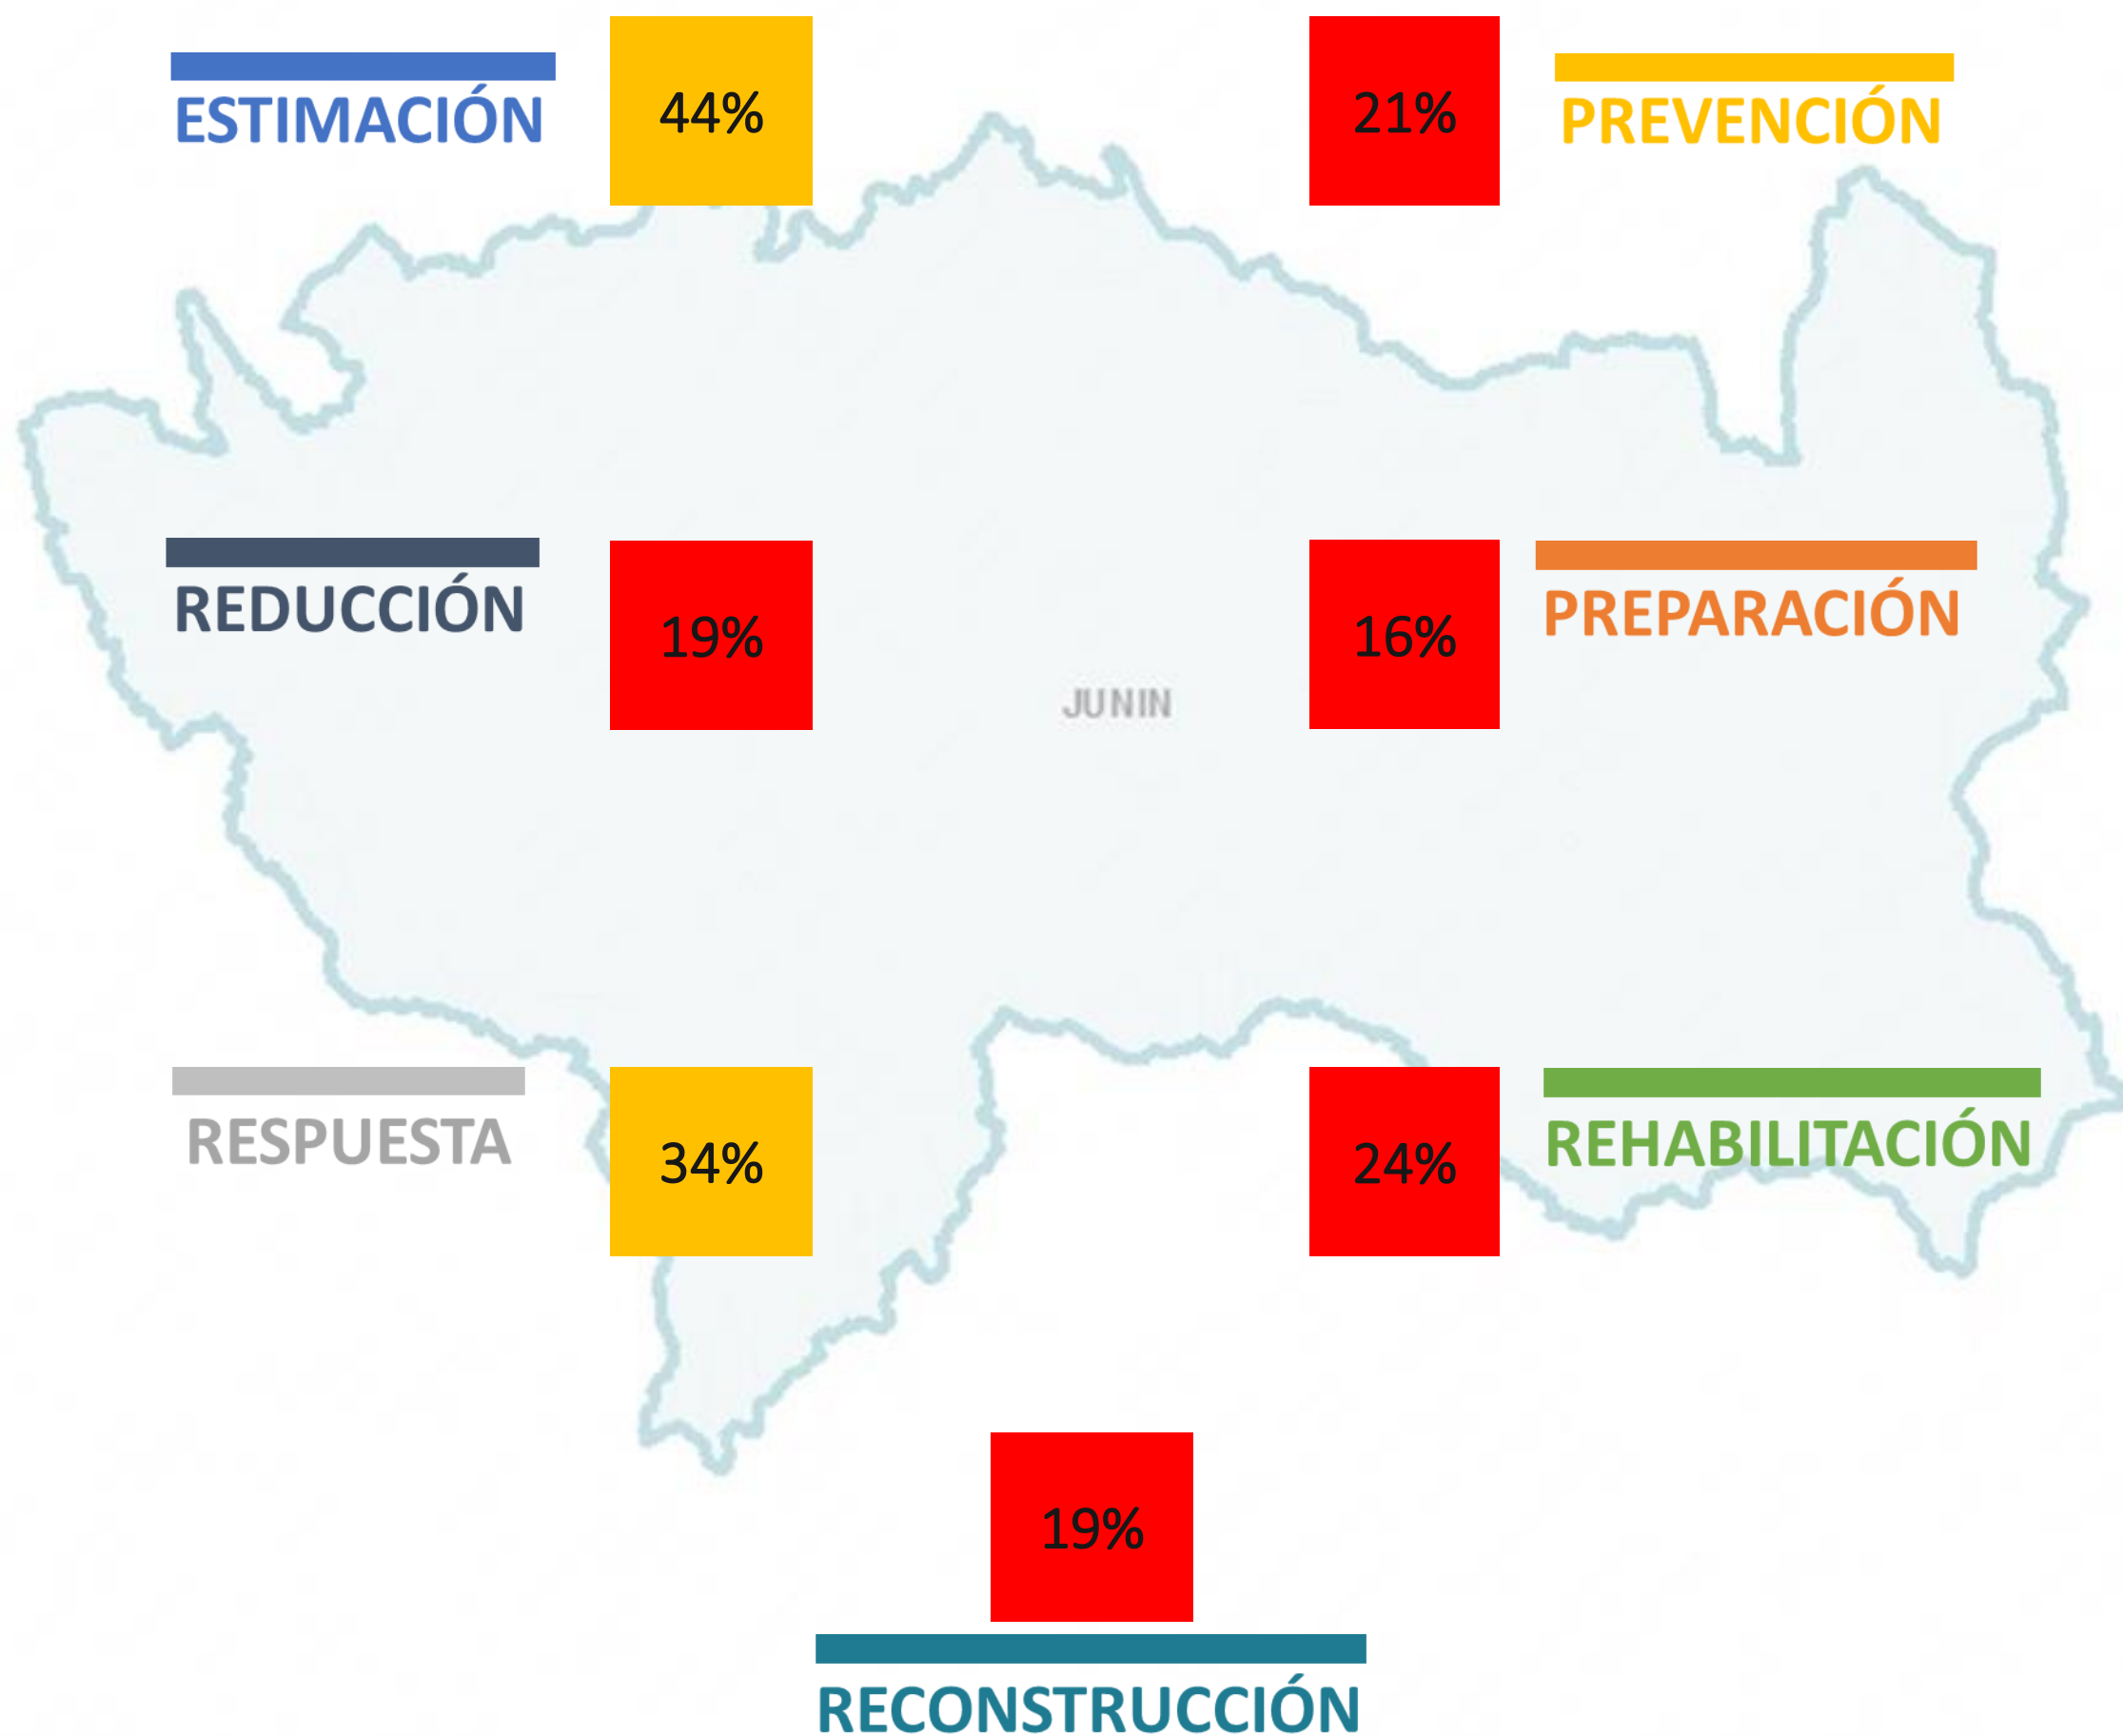 ESTIMACIÓN
44%
21%
PREVENCIÓN
REDUCCIÓN
19%
16%
PREPARACIÓN
JUNIN
RESPUESTA
34%
24%
REHABILITACIÓN
19%
RECONSTRUCCIÓN